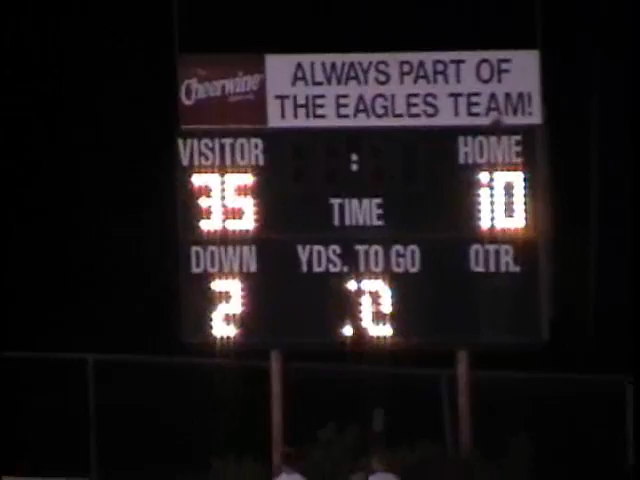 Cheerwine
ALWAYS PART OF
THE EAGLES TEAM!
VISITOR : HOME
35 TIME 10
DOWN YDS. TO GO QTR.
2